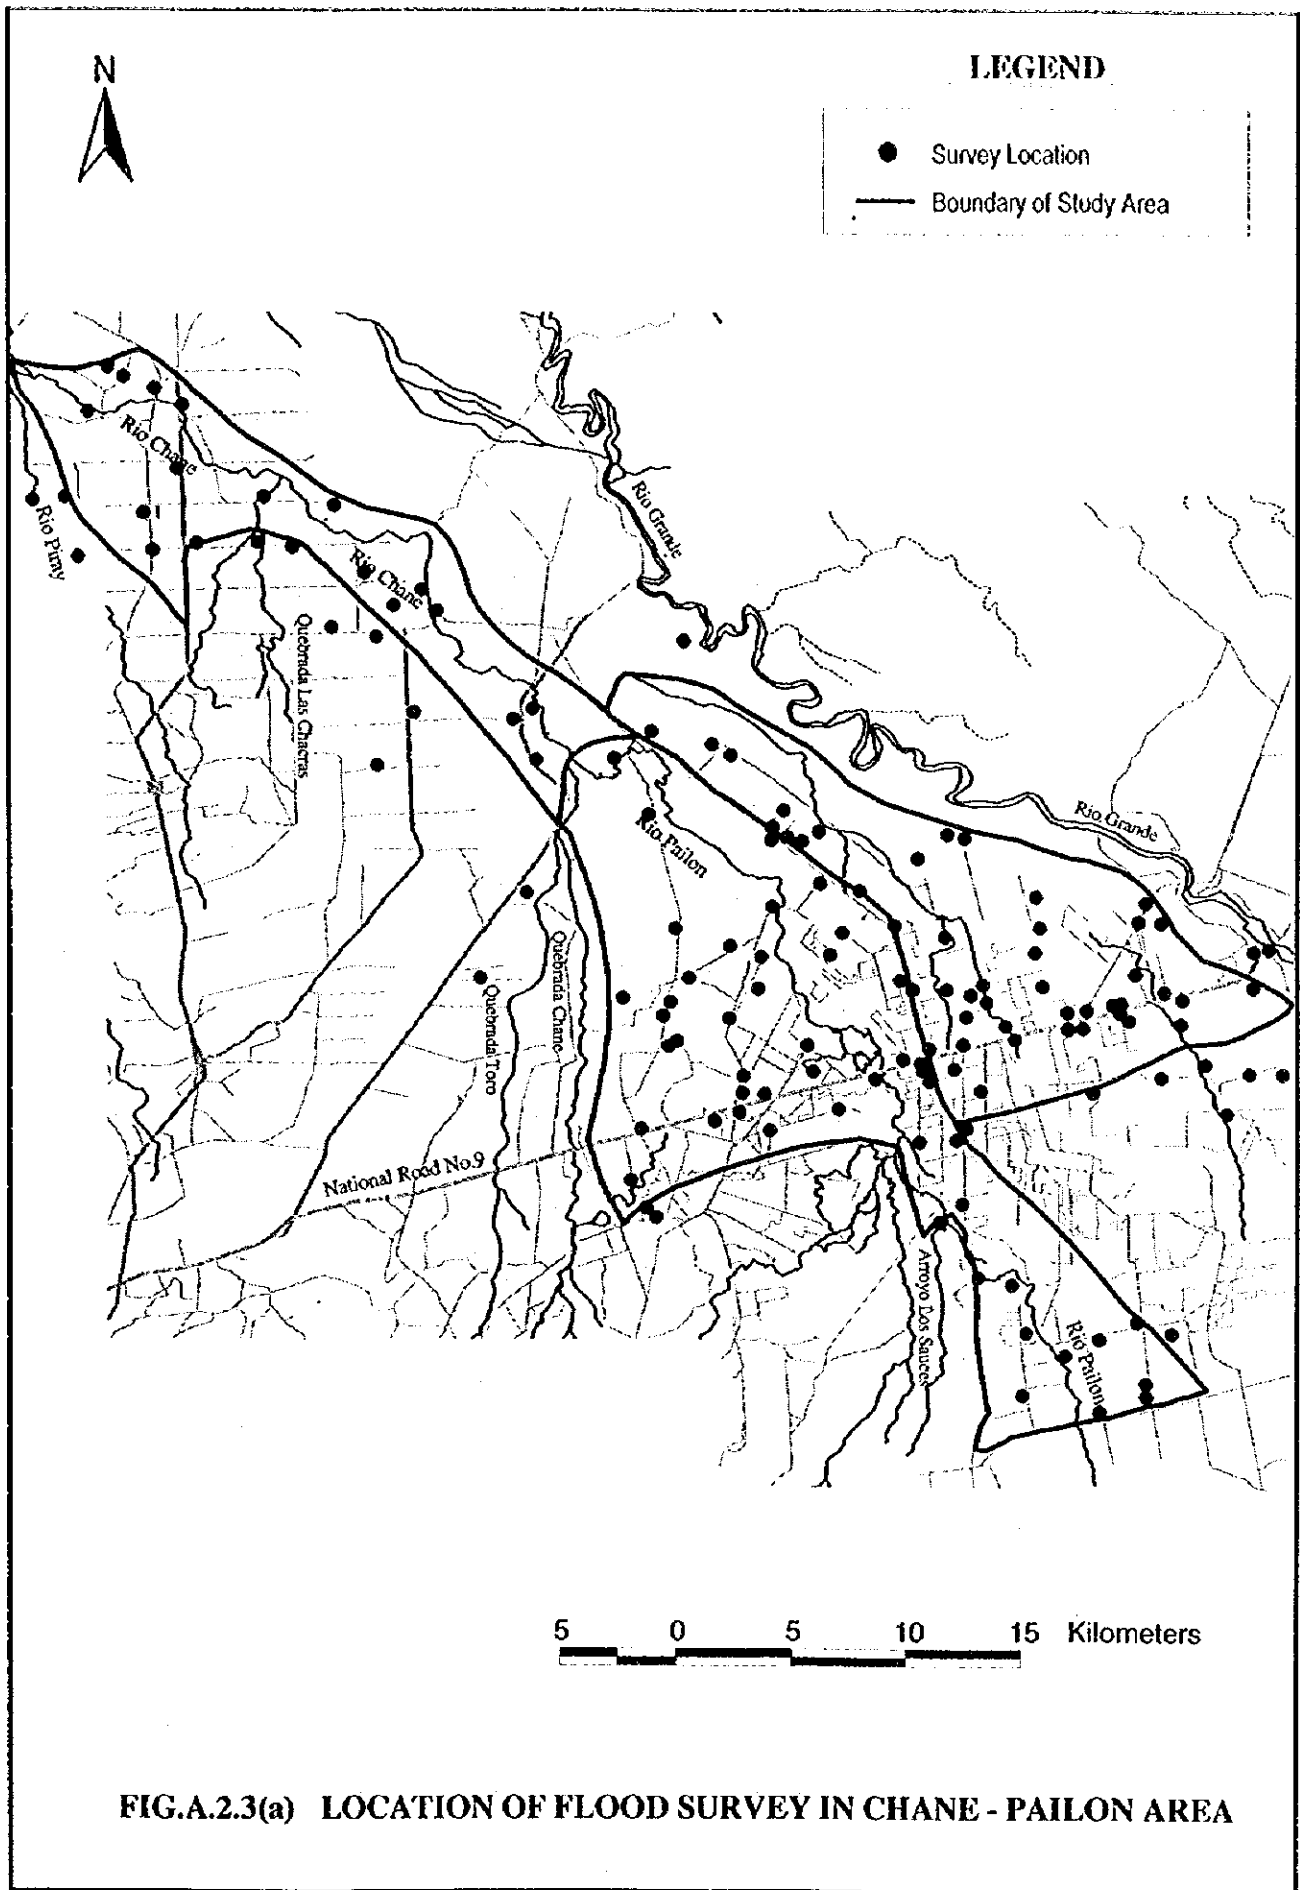 N
LEGEND
Survey Location
Boundary of Study Area
Rio Chane
Rio Grande
Rio Piray
Rio Chane
Quebrada Las Chacras
Rio Grande
Rio Pailon
Quebrada Chane
Quebrada Toro
National Road No.9
Arroyo Dos Sauces
Rio Pailon
5 0 5 10 15 Kilometers
FIG.A.2.3(a) LOCATION OF FLOOD SURVEY IN CHANE - PAILON AREA